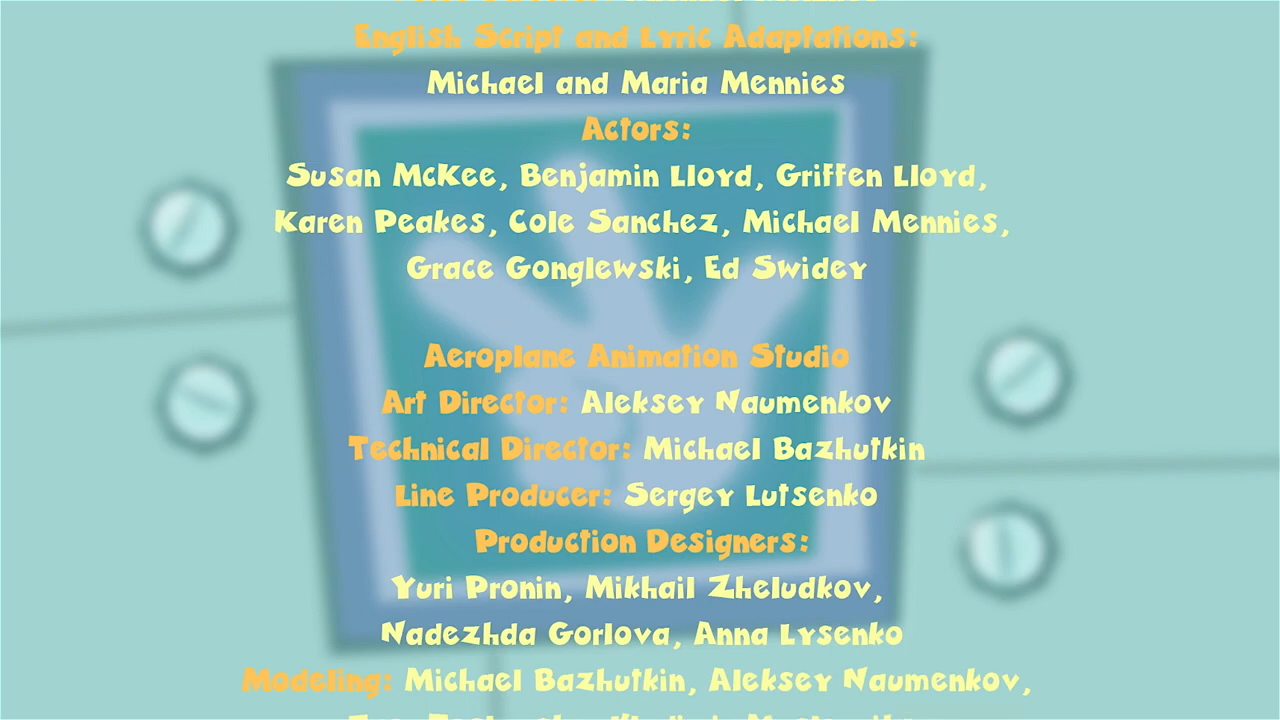 English Script and Lyric Adaptations:
Michael and Maria Mennies
Actors:
Susan McKee, Benjamin Lloyd, Griffen Lloyd,
Karen Peakes, Cole Sanchez, Michael Mennies,
Grace Gonglewski, Ed Swidey
Aeroplane Animation Studio
Art Director: Aleksey Naumenkov
Technical Director: Michael Bazhutkin
Line Producer: Sergey Lutsenko
Production Designers:
Yuri Pronin, Mikhail Zheludkov,
Nadezhda Gorlova, Anna Lysenko
Modeling: Michael Bazhutkin, Aleksey Naumenkov,